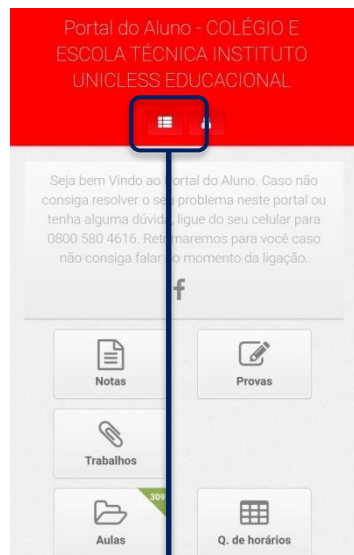 Portal do Aluno - COLÉGIO E
ESCOLA TÉCNICA INSTITUTO
UNICLESS EDUCACIONAL
Seja bem Vindo ao Portal do Aluno. Caso não
consiga resolver o seu problema neste portal ou
tenha alguma dúvida, ligue do seu celular para
0800 580 4616. Retornaremos para você caso
não consiga falar no momento da ligação.
Notas
Provas
Trabalhos
309
Aulas
Q. de horários